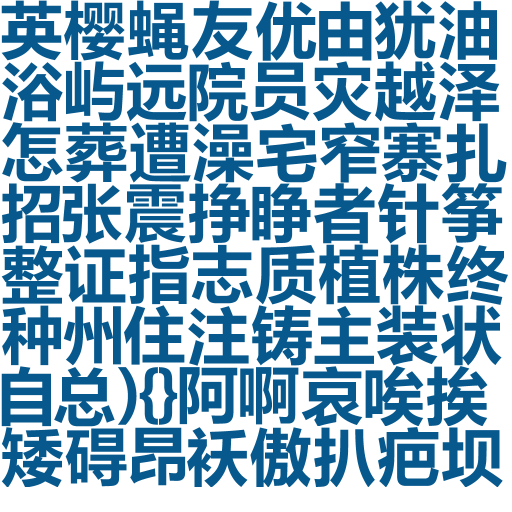 英樱蝇友优由犹油
浴屿远院员灾越泽
怎葬遭澡宅窄寨扎
招张震挣睁者针筝
整证指志质植株终
种州住注铸主装状
自总){}阿啊哀唉挨
矮碍昂袄傲扒疤坝